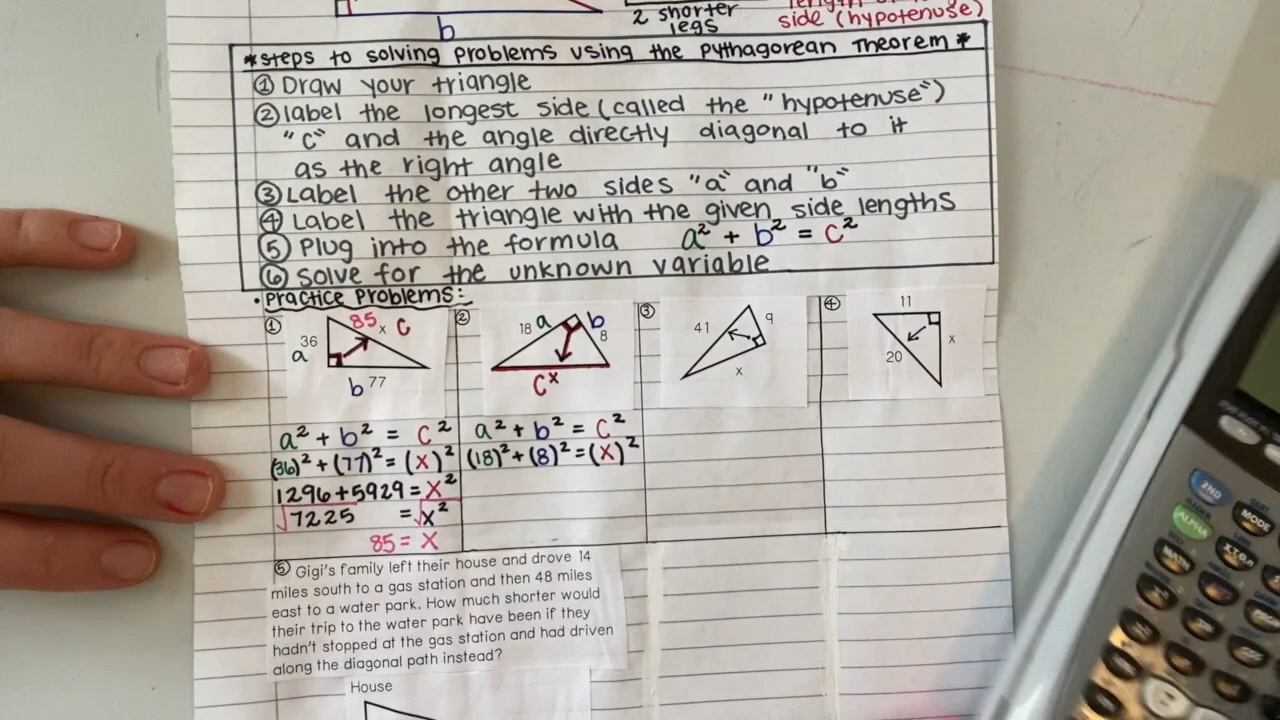 b
2 shorter
legs
length of
side (hypotenuse)
*steps to solving problems using the pythagorean Theorem*
① Draw your triangle
② label the longest side (called the "hypotenuse")
"c" and the angle directly diagonal to it
as the right angle
③ Label the other two sides "a" and "b"
④ Label the triangle with the given side lengths
⑤ Plug into the formula a² + b² = c²
⑥ Solve for the unknown variable
• Practice Problems:
①
85
x c
36
a
b 77
a² + b² = c²
(36)² + (77)² = (x)²
1296 + 5929 = x²
√7225 = √x²
85 = x
②
18 a
b
8
c x
a² + b² = c²
(18)² + (8)² = (x)²
③
41
9
x
④
11
x
20
⑤ Gigi's family left their house and drove 14
miles south to a gas station and then 48 miles
east to a water park. How much shorter would
their trip to the water park have been if they
hadn't stopped at the gas station and had driven
along the diagonal path instead?
House
2ND
MODE
ALPHA
X,T,θ,n
MATH